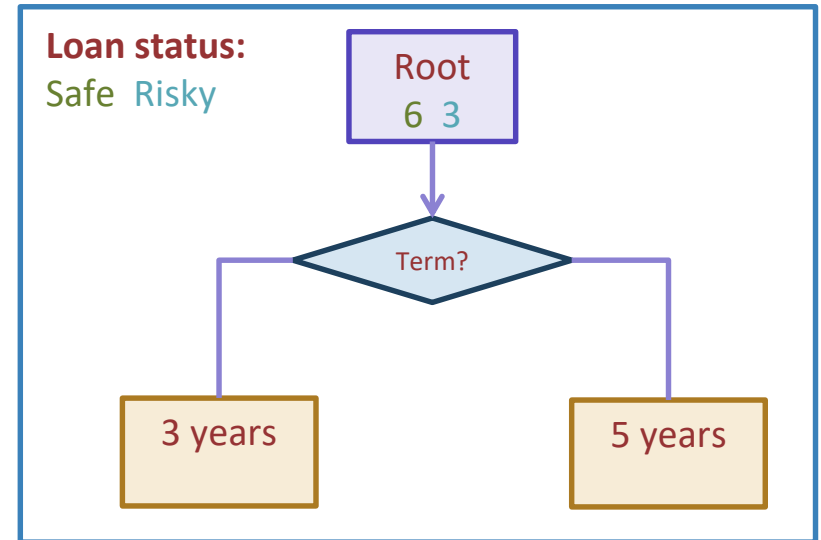 Loan status:
Safe Risky
Root
6 3
Term?
3 years
5 years